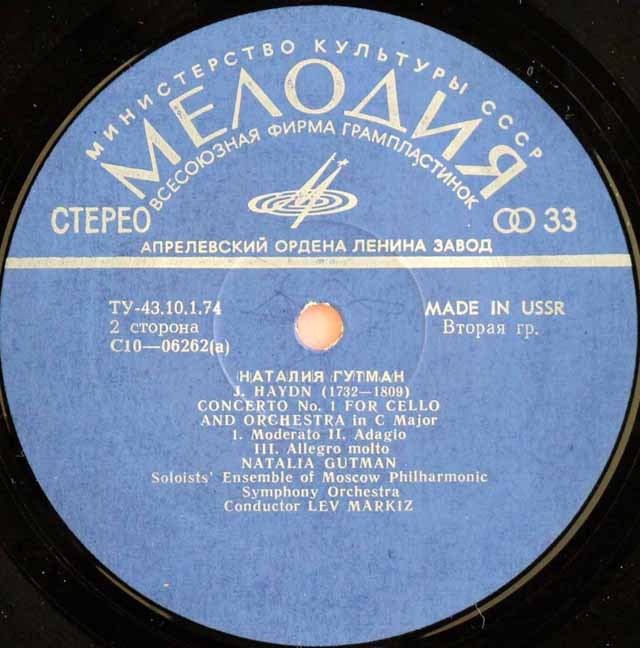 МИНИСТЕРСТВО КУЛЬТУРЫ СССР
МЕЛОДИЯ
ВСЕСОЮЗНАЯ ФИРМА ГРАМПЛАСТИНОК
СТЕРЕО
33
АПРЕЛЕВСКИЙ ОРДЕНА ЛЕНИНА ЗАВОД
ТУ-43.10.1.74
MADE IN USSR
2 сторона
Вторая гр.
С10—06262(а)
НАТАЛИЯ ГУТМАН
J. HAYDN (1732—1809)
CONCERTO No. 1 FOR CELLO
AND ORCHESTRA in C Major
I. Moderato II. Adagio
III. Allegro molto
NATALIA GUTMAN
Soloists' Ensemble of Moscow Philharmonic
Symphony Orchestra
Conductor LEV MARKIZ